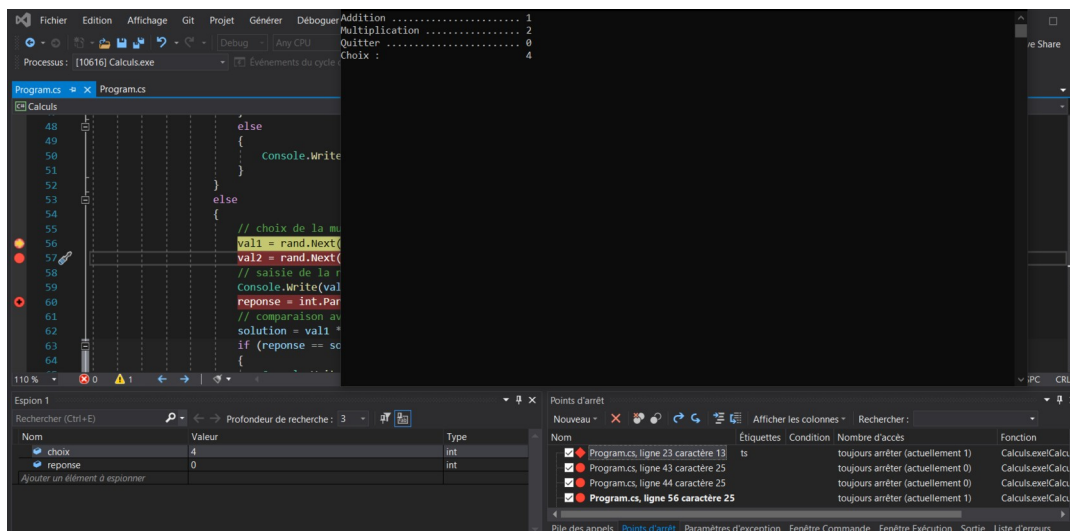 Fichier Edition Affichage Git Projet Générer Déboguer
Addition ...................... 1
Multiplication ................ 2
Quitter ....................... 0
Choix : 4
Debug Any CPU
ve Share
Processus : [10616] Calculs.exe Évènements du cycle
Program.cs Program.cs
Calculs
48 else
49 {
50 Console.Write
51 }
52 }
53 else
54 {
55 // choix de la mu
56 val1 = rand.Next(
57 val2 = rand.Next(
58 // saisie de la r
59 Console.Write(val
60 reponse = int.Par
61 // comparaison av
62 solution = val1 *
63 if (reponse == so
64 {
110 % 0 1 SPC CRL
Espion 1
Rechercher (Ctrl+E) Profondeur de recherche : 3
Nom Valeur Type
choix 4 int
reponse 0 int
Ajouter un élément à espionner
Points d'arrêt
Nouveau Afficher les colonnes Rechercher :
Nom Étiquettes Condition Nombre d'accès Fonction
Program.cs, ligne 23 caractère 13 ts toujours arrêter (actuellement 1) Calculs.exe!Calcu
Program.cs, ligne 43 caractère 25 toujours arrêter (actuellement 0) Calculs.exe!Calcu
Program.cs, ligne 44 caractère 25 toujours arrêter (actuellement 0) Calculs.exe!Calcu
Program.cs, ligne 56 caractère 25 toujours arrêter (actuellement 1) Calculs.exe!Calcu
Pile des appels Points d'arrêt Paramètres d'exception Fenêtre Commande Fenêtre Exécution Sortie Liste d'erreurs